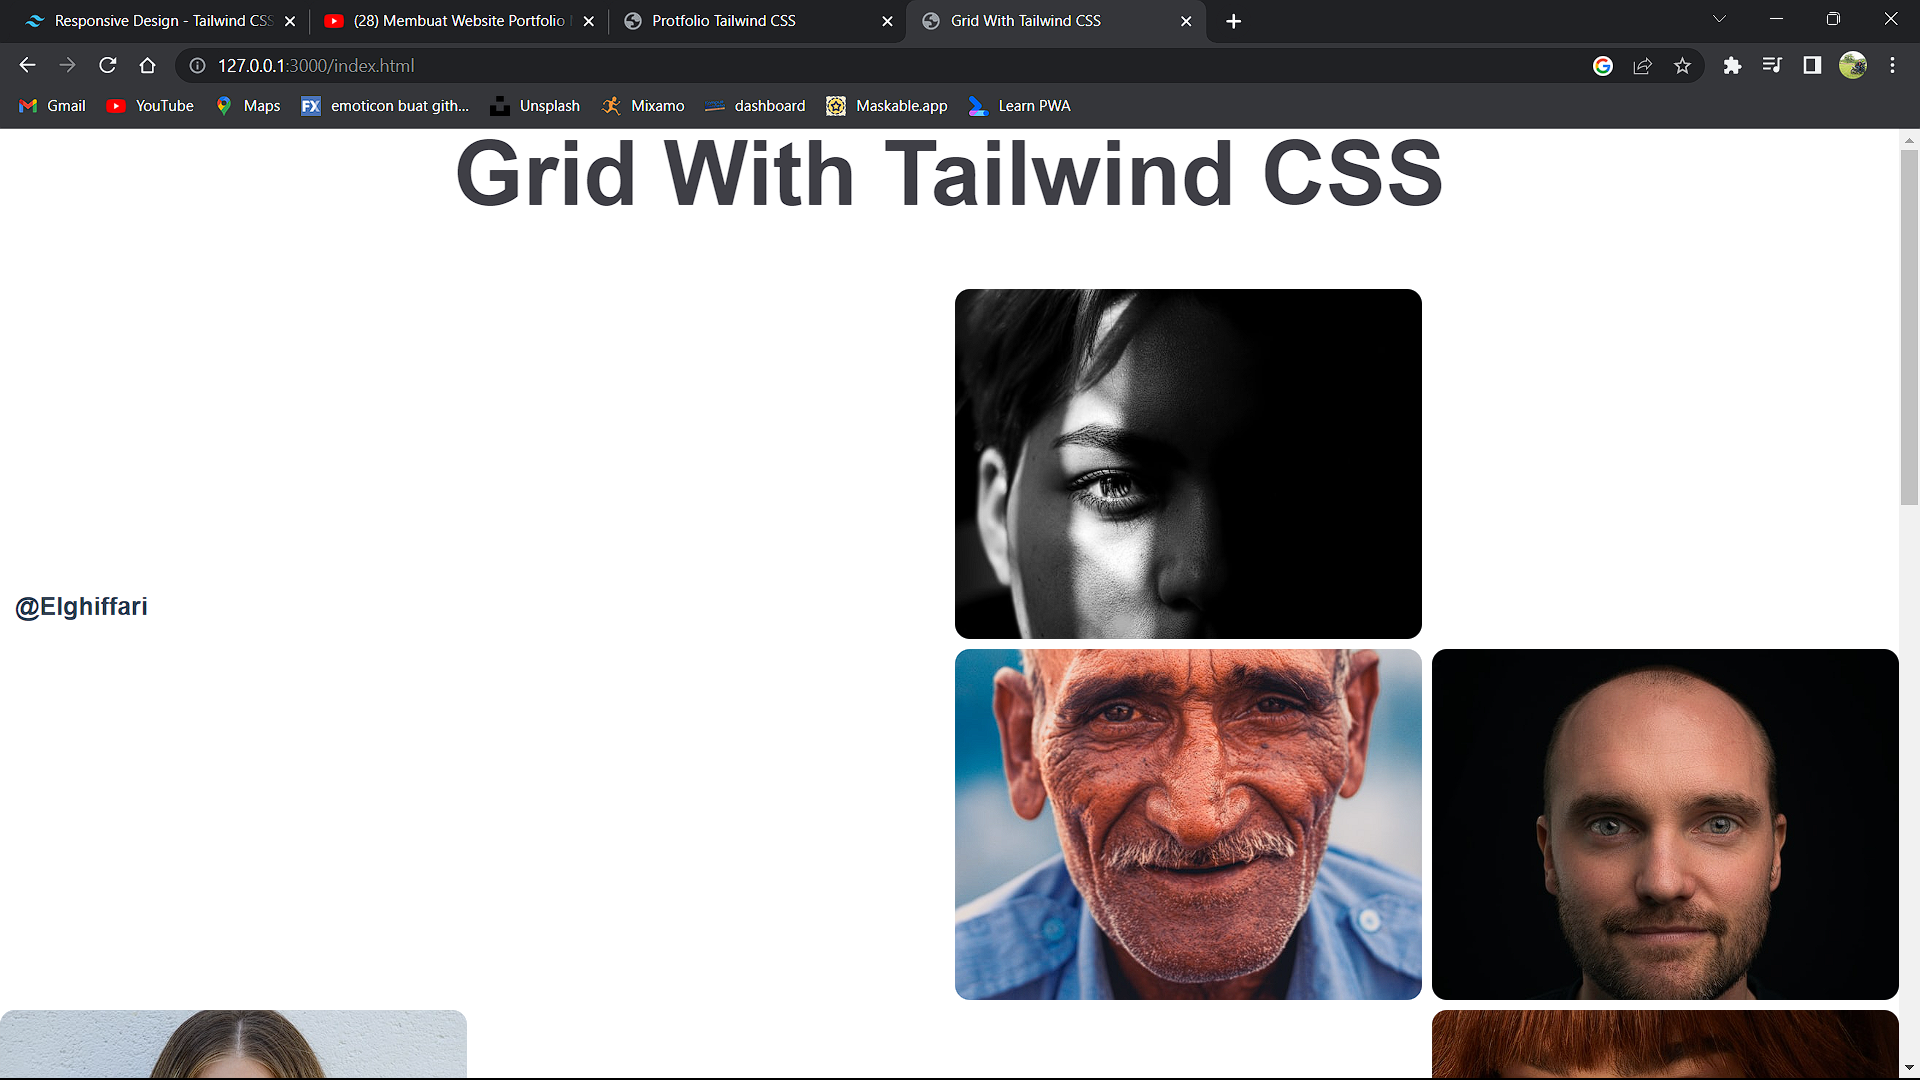 Responsive Design - Tailwind CSS
(28) Membuat Website Portfolio
Protfolio Tailwind CSS
Grid With Tailwind CSS
127.0.0.1:3000/index.html
Gmail
YouTube
Maps
FX
emoticon buat gith...
Unsplash
Mixamo
dashboard
Maskable.app
Learn PWA
Grid With Tailwind CSS
@Elghiffari